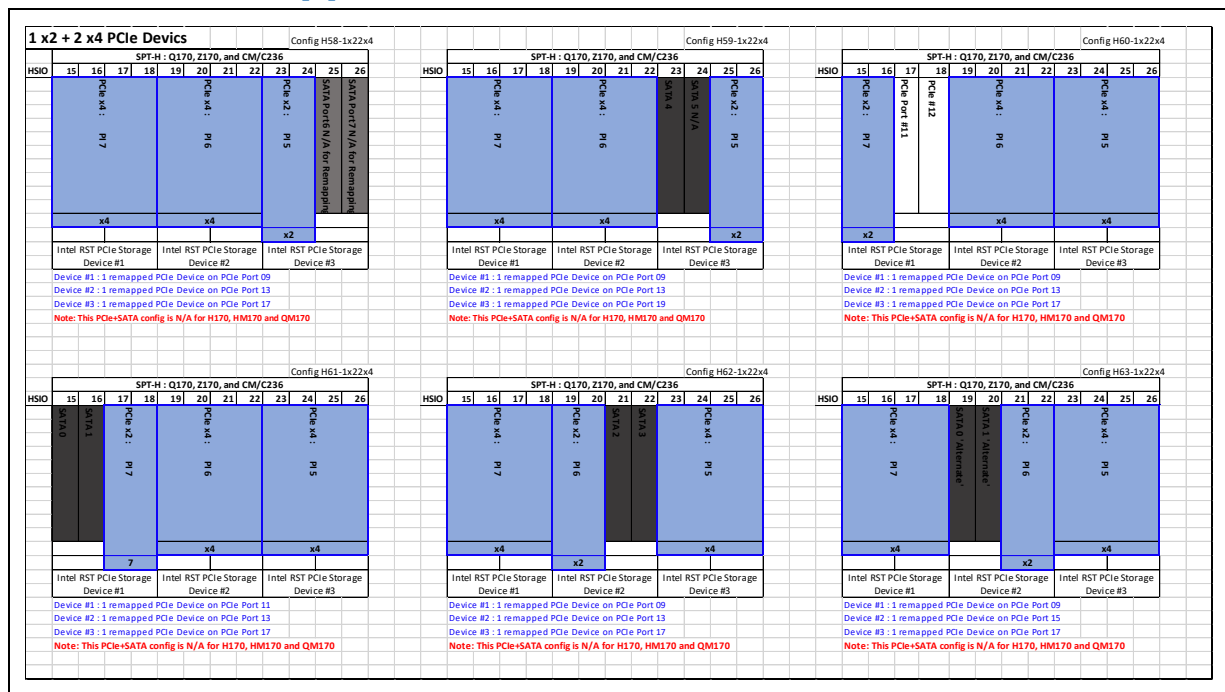 1 x2 + 2 x4 PCIe Devics
Config H58-1x22x4
SPT-H : Q170, Z170, and CM/C236
HSIO 15 16 17 18 19 20 21 22 23 24 25 26
PCIe x4 : PI 7
PCIe x4 : PI 6
PCIe x2 : PI 5
SATA Port6 N/A for Remapping
SATA Port7 N/A for Remapping
x4 x4
x2
Intel RST PCIe Storage Device #1
Intel RST PCIe Storage Device #2
Intel RST PCIe Storage Device #3
Device #1 : 1 remapped PCIe Device on PCIe Port 09
Device #2 : 1 remapped PCIe Device on PCIe Port 13
Device #3 : 1 remapped PCIe Device on PCIe Port 17
Note: This PCIe+SATA config is N/A for H170, HM170 and QM170
Config H59-1x22x4
SPT-H : Q170, Z170, and CM/C236
HSIO 15 16 17 18 19 20 21 22 23 24 25 26
PCIe x4 : PI 7
PCIe x4 : PI 6
SATA 4
SATA 5 N/A
PCIe x2 : PI 5
x4 x4
x2
Intel RST PCIe Storage Device #1
Intel RST PCIe Storage Device #2
Intel RST PCIe Storage Device #3
Device #1 : 1 remapped PCIe Device on PCIe Port 09
Device #2 : 1 remapped PCIe Device on PCIe Port 13
Device #3 : 1 remapped PCIe Device on PCIe Port 19
Note: This PCIe+SATA config is N/A for H170, HM170 and QM170
Config H60-1x22x4
SPT-H : Q170, Z170, and CM/C236
HSIO 15 16 17 18 19 20 21 22 23 24 25 26
PCIe x2 : PI 7
PCIe Port #11
PCIe #12
PCIe x4 : PI 6
PCIe x4 : PI 5
x4 x4
x2
Intel RST PCIe Storage Device #1
Intel RST PCIe Storage Device #2
Intel RST PCIe Storage Device #3
Device #1 : 1 remapped PCIe Device on PCIe Port 09
Device #2 : 1 remapped PCIe Device on PCIe Port 13
Device #3 : 1 remapped PCIe Device on PCIe Port 17
Note: This PCIe+SATA config is N/A for H170, HM170 and QM170
Config H61-1x22x4
SPT-H : Q170, Z170, and CM/C236
HSIO 15 16 17 18 19 20 21 22 23 24 25 26
SATA 0
SATA 1
PCIe x2 : PI 7
PCIe x4 : PI 6
PCIe x4 : PI 5
x4 x4
7
Intel RST PCIe Storage Device #1
Intel RST PCIe Storage Device #2
Intel RST PCIe Storage Device #3
Device #1 : 1 remapped PCIe Device on PCIe Port 11
Device #2 : 1 remapped PCIe Device on PCIe Port 13
Device #3 : 1 remapped PCIe Device on PCIe Port 17
Note: This PCIe+SATA config is N/A for H170, HM170 and QM170
Config H62-1x22x4
SPT-H : Q170, Z170, and CM/C236
HSIO 15 16 17 18 19 20 21 22 23 24 25 26
PCIe x4 : PI 7
PCIe x2 : PI 6
SATA 2
SATA 3
PCIe x4 : PI 5
x4 x4
x2
Intel RST PCIe Storage Device #1
Intel RST PCIe Storage Device #2
Intel RST PCIe Storage Device #3
Device #1 : 1 remapped PCIe Device on PCIe Port 09
Device #2 : 1 remapped PCIe Device on PCIe Port 13
Device #3 : 1 remapped PCIe Device on PCIe Port 17
Note: This PCIe+SATA config is N/A for H170, HM170 and QM170
Config H63-1x22x4
SPT-H : Q170, Z170, and CM/C236
HSIO 15 16 17 18 19 20 21 22 23 24 25 26
PCIe x4 : PI 7
SATA 0 'Alternate'
SATA 1 'Alternate'
PCIe x2 : PI 6
PCIe x4 : PI 5
x4 x4
x2
Intel RST PCIe Storage Device #1
Intel RST PCIe Storage Device #2
Intel RST PCIe Storage Device #3
Device #1 : 1 remapped PCIe Device on PCIe Port 09
Device #2 : 1 remapped PCIe Device on PCIe Port 15
Device #3 : 1 remapped PCIe Device on PCIe Port 17
Note: This PCIe+SATA config is N/A for H170, HM170 and QM170